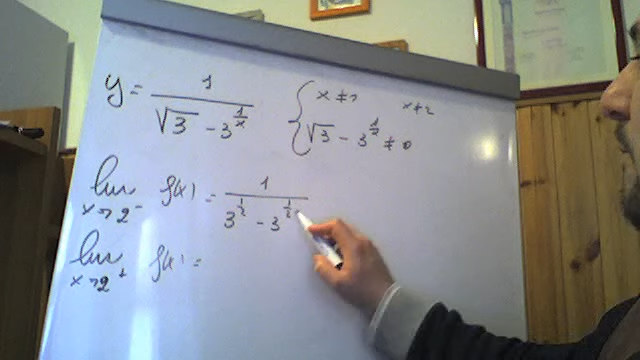 y = 1 / (√3 - 3^(1/x)) { x ≠ 0 x ≠ 2
√3 - 3^(1/x) ≠ 0
lim x→2⁻ f(x) = 1 / (3^(1/2) - 3^(1/2))
lim x→2⁺ f(x) =